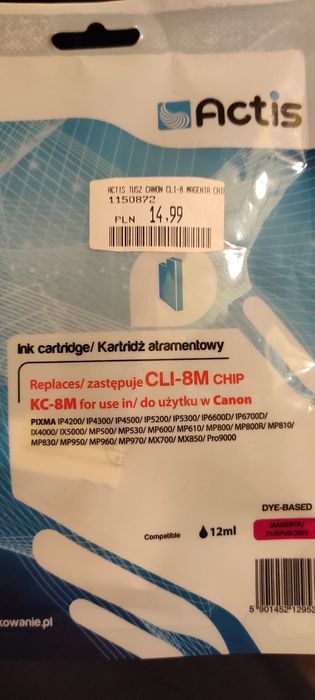 Actis
ACTIS TUSZ CANON CLI-8 MAGENTA CHIP
1150872
PLN 14.99
Ink cartridge/ Kartridż atramentowy
Replaces/ zastępuje CLI-8M CHIP
KC-8M for use in/ do użytku w Canon
PIXMA IP4200/ IP4300/ IP4500/ IP5200/ IP5300/ IP6600D/ IP6700D/
IX4000/ IX5000/ MP500/ MP530/ MP600/ MP610/ MP800/ MP800R/ MP810/
MP830/ MP950/ MP960/ MP970/ MX700/ MX850/ Pro9000
DYE-BASED
Compatible 12ml
MAGENTA/
PURPUROWY
5 901452 12953
kowanie.pl